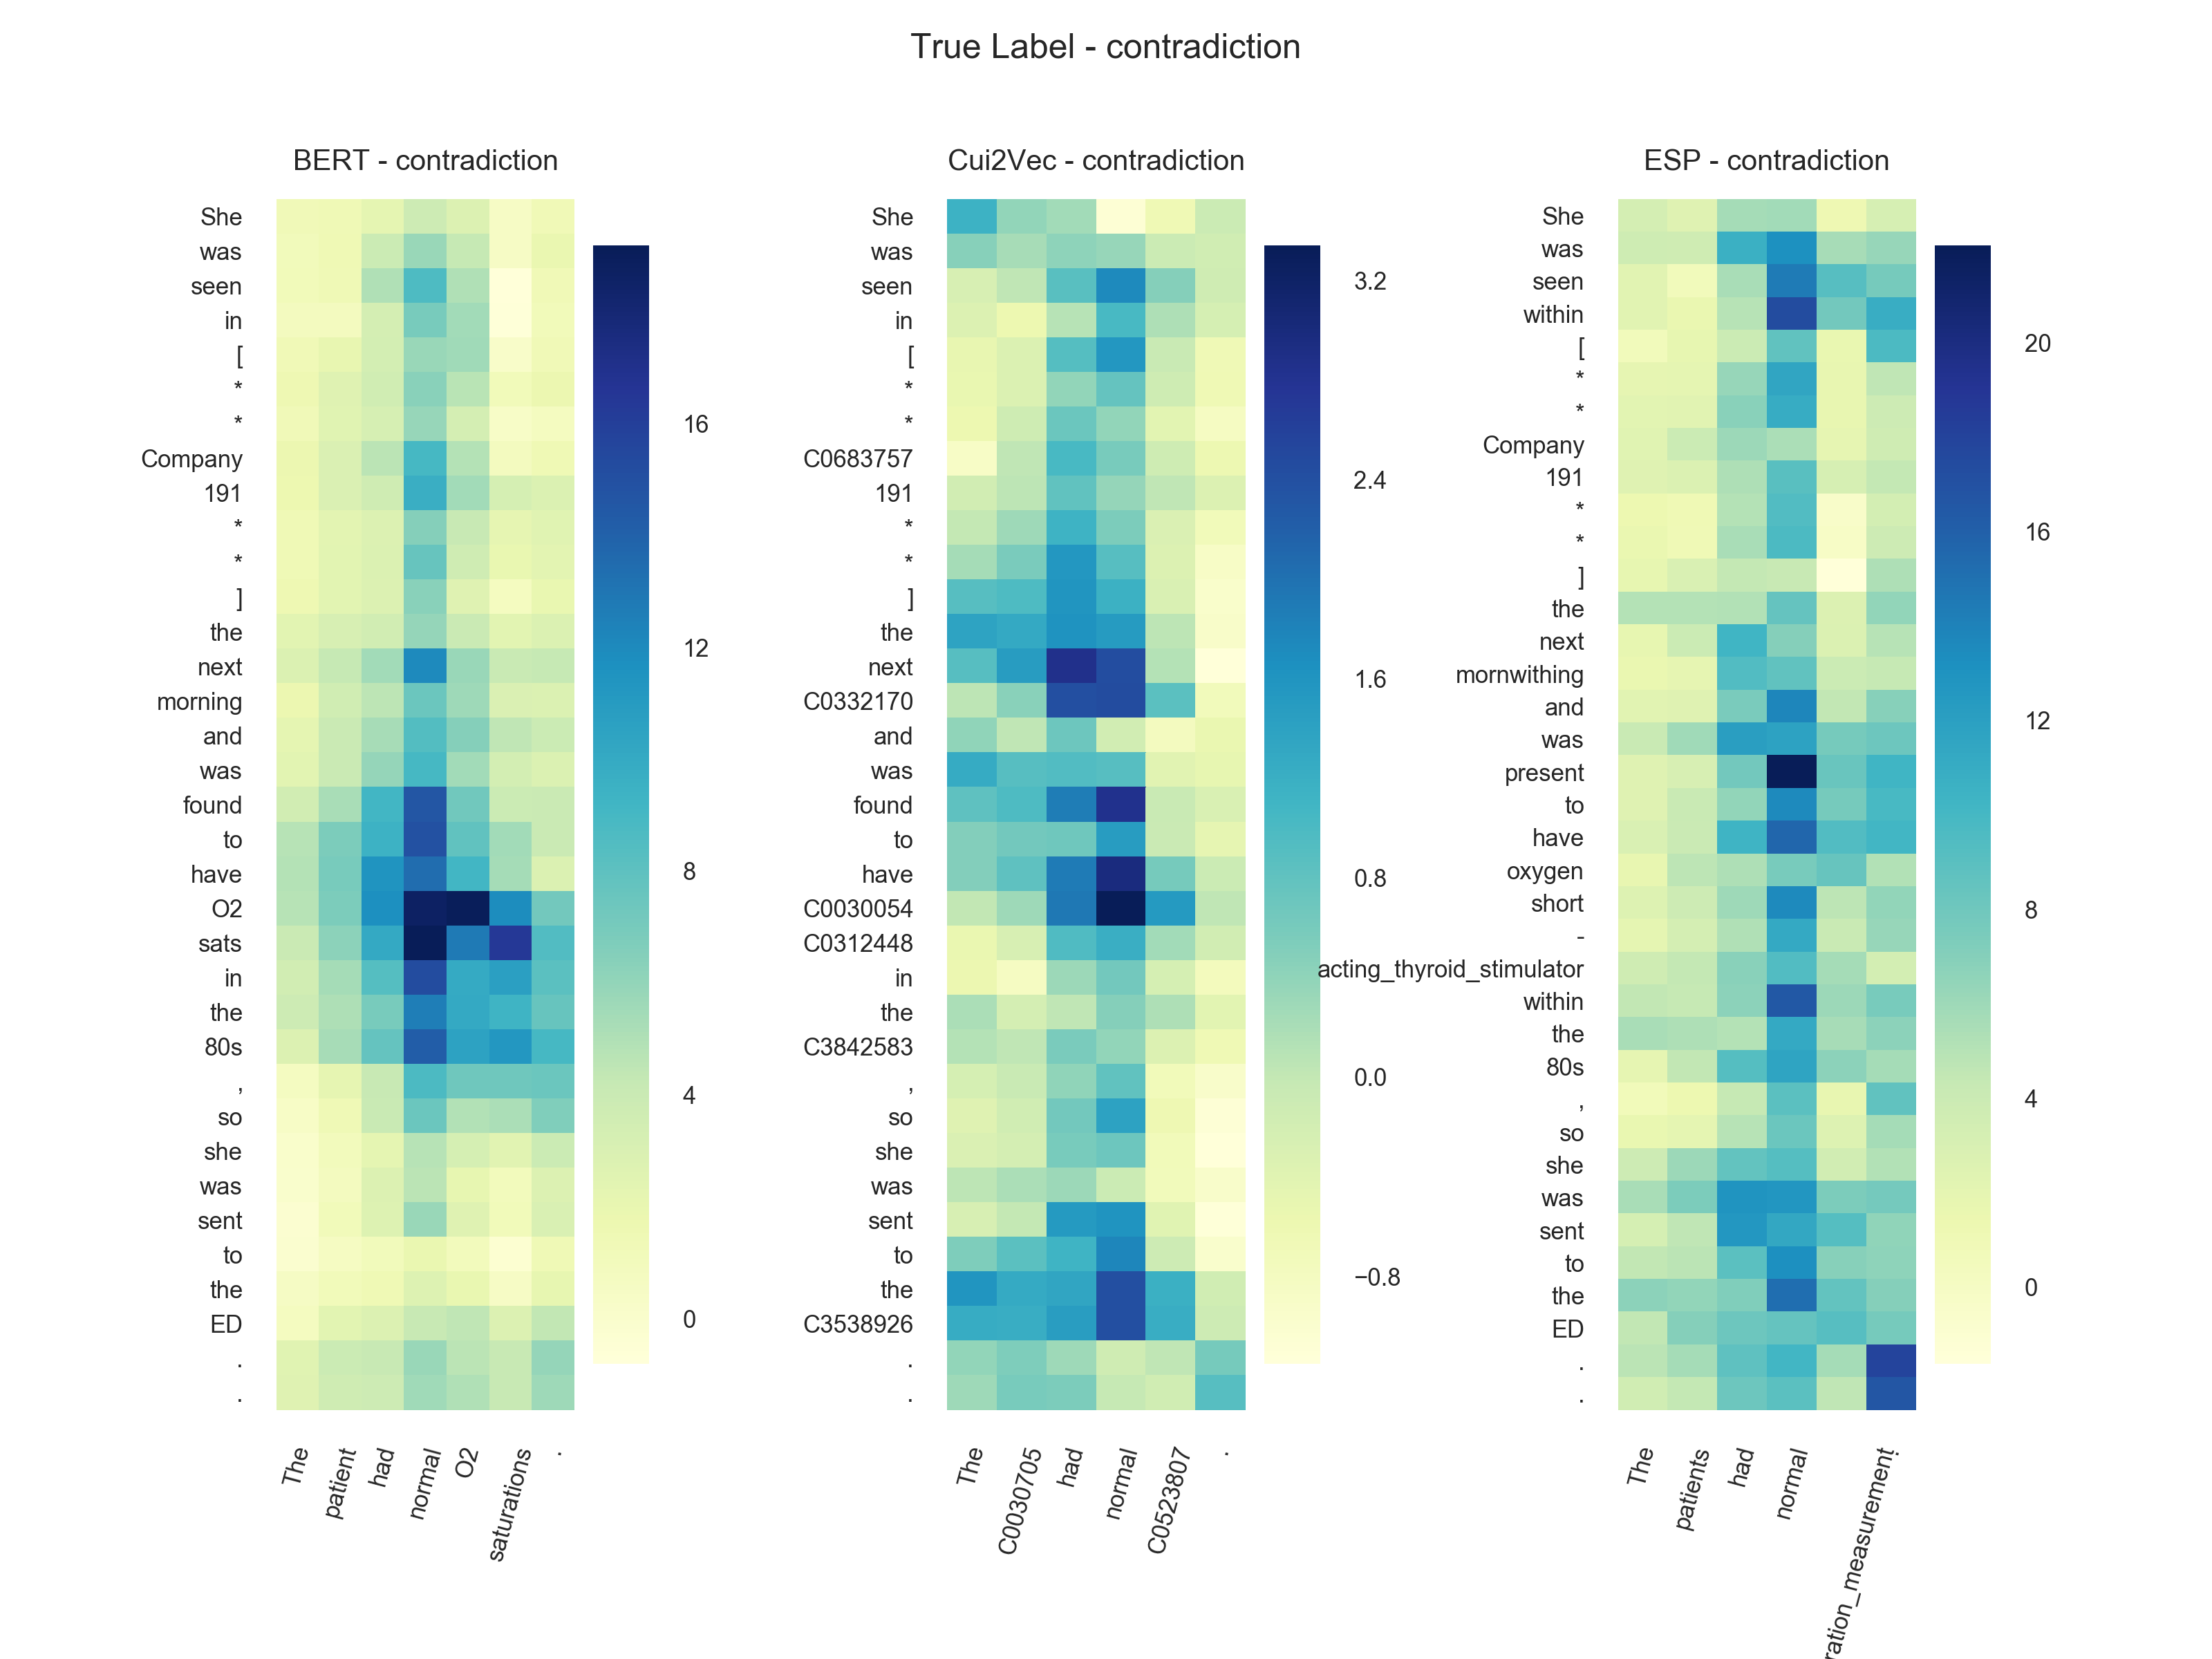 True Label - contradiction
BERT - contradiction
She
was
seen
in
[
*
*
Company
191
*
*
]
the
next
morning
and
was
found
to
have
O2
sats
in
the
80s
,
so
she
was
sent
to
the
ED
.
.
The
patient
had
normal
O2
saturations
.
16
12
8
4
0
Cui2Vec - contradiction
She
was
seen
in
[
*
*
C0683757
191
*
*
]
the
next
C0332170
and
was
found
to
have
C0030054
C0312448
in
the
C3842583
,
so
she
was
sent
to
the
C3538926
.
.
The
C0030705
had
normal
C0523807
.
3.2
2.4
1.6
0.8
0.0
−0.8
ESP - contradiction
She
was
seen
within
[
*
*
Company
191
*
*
]
the
next
mornwithing
and
was
present
to
have
oxygen
short
-
acting_thyroid_stimulator
within
the
80s
,
so
she
was
sent
to
the
ED
.
.
The
patients
had
normal
ration_measurement
.
20
16
12
8
4
0